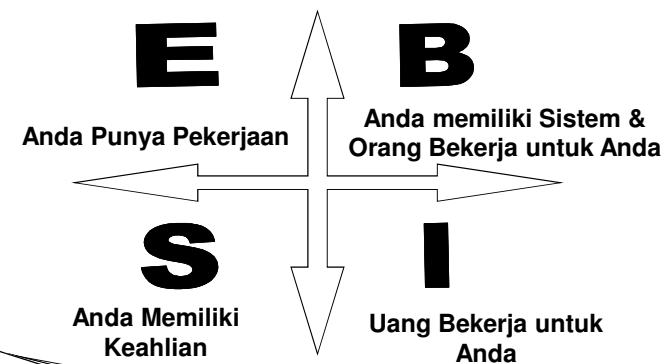 E
Anda Punya Pekerjaan
B
Anda memiliki Sistem &
Orang Bekerja untuk Anda
S
Anda Memiliki
Keahlian
I
Uang Bekerja untuk
Anda